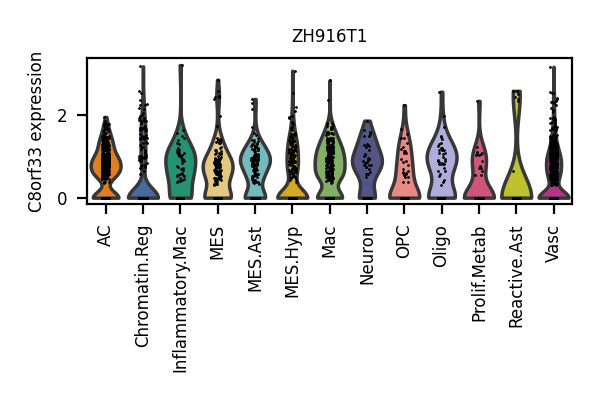 ZH916T1
C8orf33 expression
2
0
AC
Chromatin.Reg
Inflammatory.Mac
MES
MES.Ast
MES.Hyp
Mac
Neuron
OPC
Oligo
Prolif.Metab
Reactive.Ast
Vasc